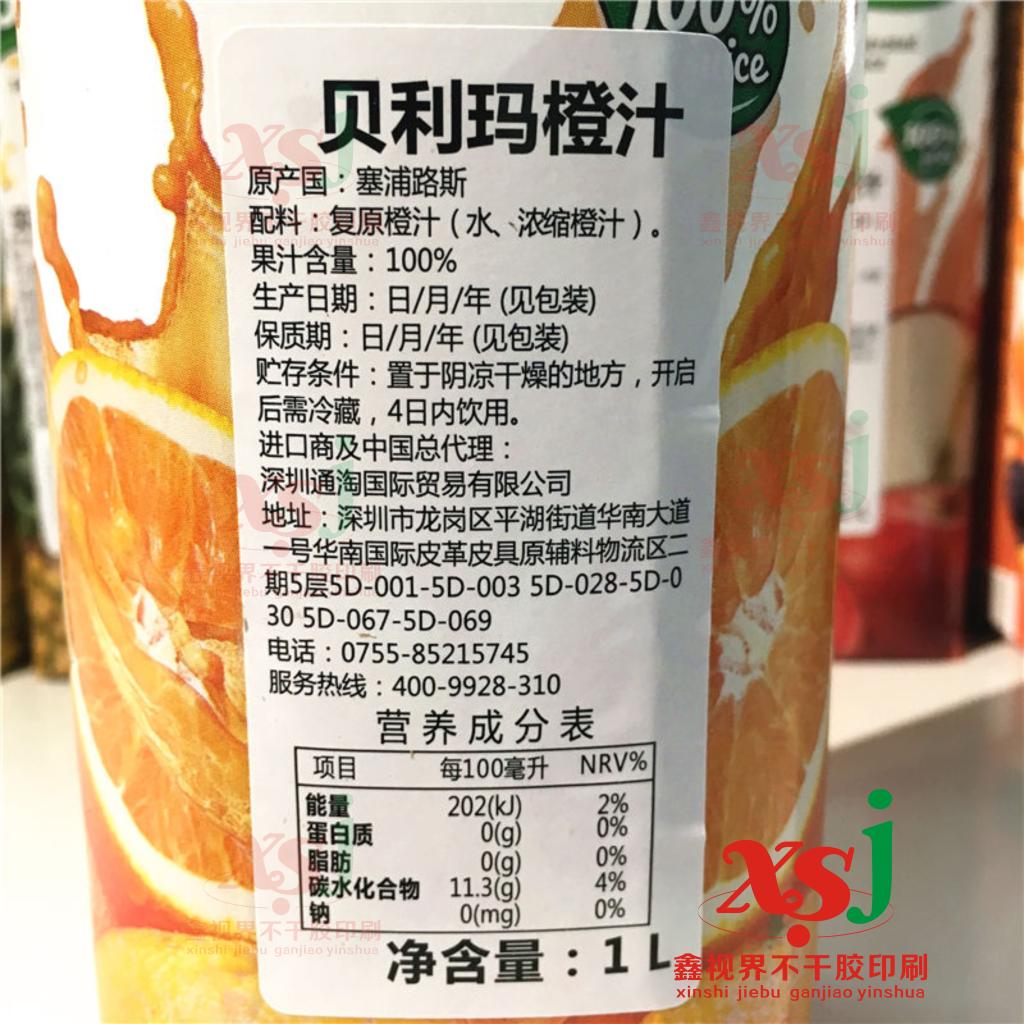 100%
juice
贝利玛橙汁
原产国：塞浦路斯
配料：复原橙汁（水、浓缩橙汁）。
果汁含量：100%
生产日期：日/月/年 (见包装)
保质期：日/月/年 (见包装)
贮存条件：置于阴凉干燥的地方，开启
后需冷藏，4日内饮用。
进口商及中国总代理：
深圳通淘国际贸易有限公司
地址：深圳市龙岗区平湖街道华南大道
一号华南国际皮革皮具原辅料物流区二
期5层5D-001-5D-003 5D-028-5D-0
30 5D-067-5D-069
电话：0755-85215745
服务热线：400-9928-310
营养成分表
项目 每100毫升 NRV%
能量 202(kJ) 2%
蛋白质 0(g) 0%
脂肪 0(g) 0%
碳水化合物 11.3(g) 4%
钠 0(mg) 0%
净含量：1 L
xsj
鑫视界不干胶印刷
xinshi jiebu ganjiao yinshua